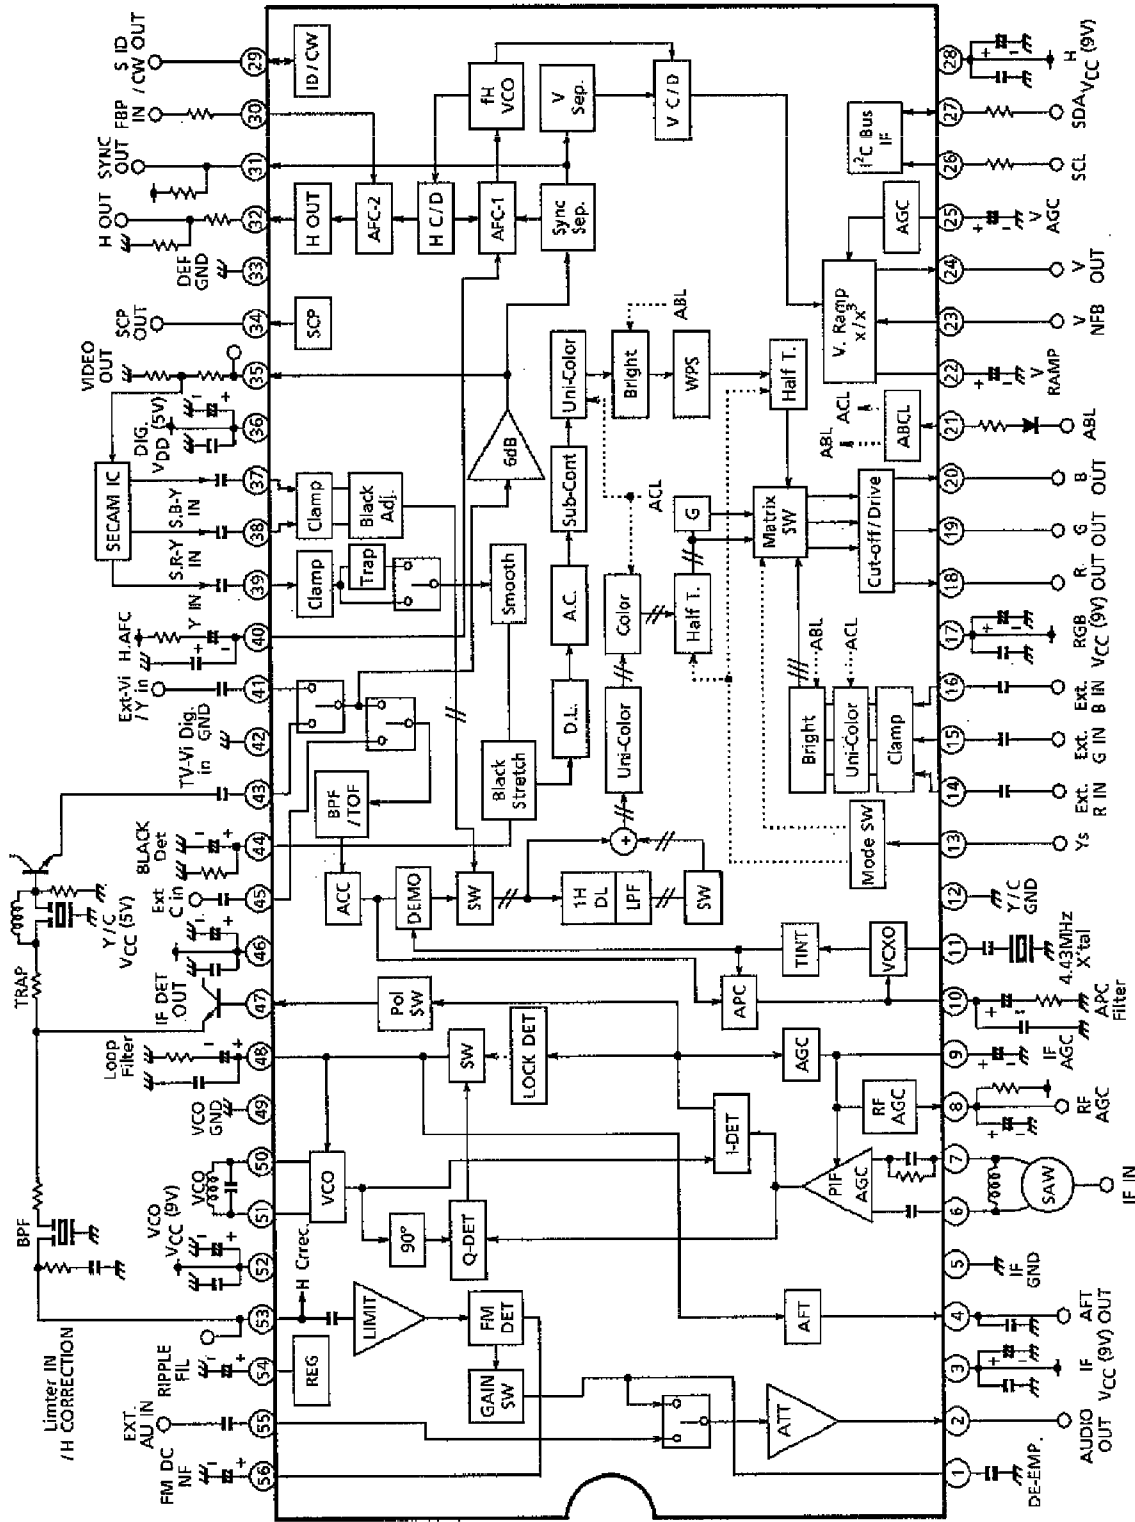 Limter IN
/H CORRECTION
BPF
TRAP
FM DC
NF
EXT.
AU IN
RIPPLE
FIL
VCO
VCC (9V)
VCO
VCO
GND
Loop
Filter
IF DET
OUT
Y/C
VCC (5V)
Ext
C in
BLACK
Det
TV-Vi
in
Dig.
GND
Ext-Vi
/Y in
H.AFC
Y IN
S.R-Y
IN
S.B-Y
IN
SECAM IC
DIG.
VDD (5V)
VIDEO
OUT
SCP
OUT
DEF
GND
H OUT
SYNC
OUT
FBP
IN
S ID
/CW OUT
56
55
54
53
52
51
50
49
48
47
46
45
44
43
42
41
40
39
38
37
36
35
34
33
32
31
30
29
REG
H Crrec.
LIMIT
FM
DET
GAIN
SW
ATT
VCO
90°
Q-DET
I-DET
SW
LOCK DET
Pol
SW
AFT
PIF
AGC
RF
AGC
AGC
ACC
BPF
/TOF
DEMO
SW
1H
DL
LPF
SW
+
APC
TINT
VCXO
Black
Stretch
D.L.
A.C.
Sub-Cont
Uni-Color
Bright
ABL
WPS
Half T.
Clamp
Trap
Smooth
Clamp
Black
Adj.
6dB
Uni-Color
Color
ACL
Half T.
G
Matrix
SW
Cut-off/Drive
Bright
ABL
Uni-Color
ACL
Clamp
Mode SW
SCP
H OUT
AFC-2
H C/D
AFC-1
Sync
Sep.
ID/CW
fH
VCO
V
Sep.
V C/D
V. Ramp
x/x³
AGC
I²C Bus
IF
ABCL
ABL
ACL
1
2
3
4
5
6
7
8
9
10
11
12
13
14
15
16
17
18
19
20
21
22
23
24
25
26
27
28
DE-EMP.
AUDIO
OUT
IF
VCC (9V)
AFT
OUT
IF
GND
SAW
IF IN
RF
AGC
IF
AGC
APC
Filter
4.43MHz
X'tal
Y/C
GND
Ys
Ext.
R IN
Ext.
G IN
Ext.
B IN
RGB
VCC (9V)
R
OUT
G
OUT
B
OUT
ABL
V
RAMP
V
NFB
V
OUT
V
AGC
SCL
SDA
H
VCC (9V)